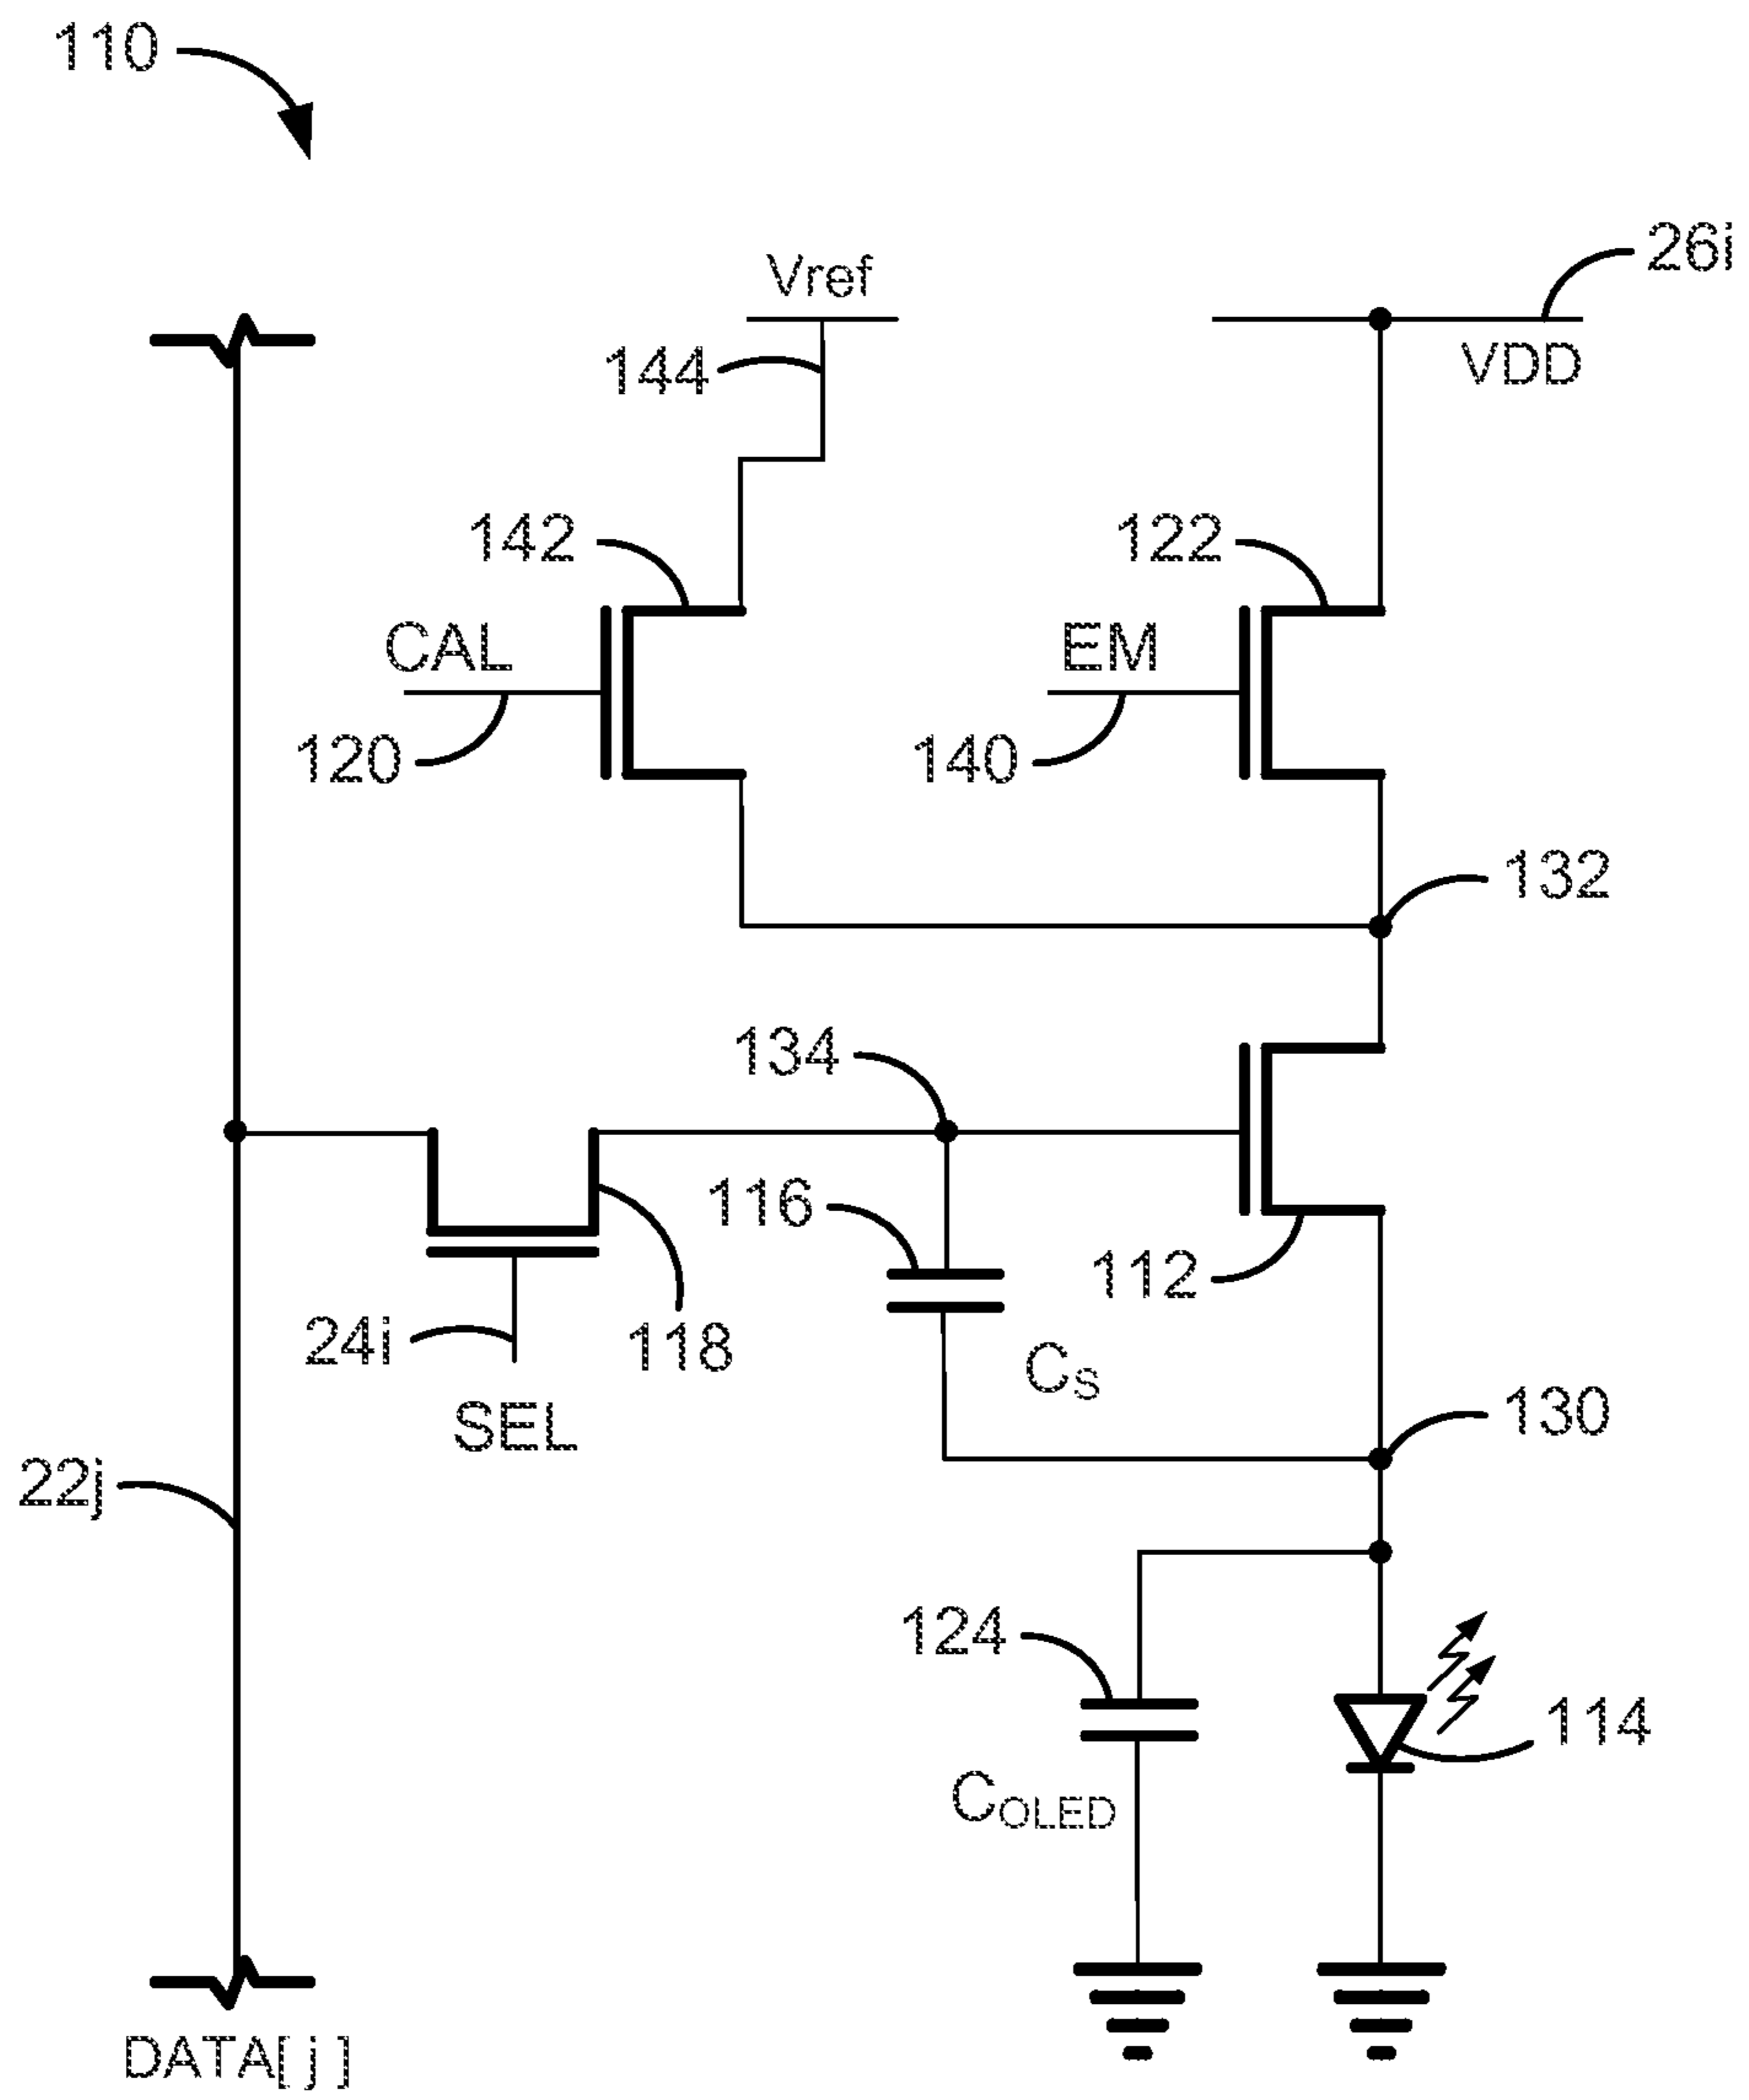 110
26i
Vref
VDD
144
142
122
CAL
EM
120
140
132
134
116
112
24i
118
CS
SEL
130
22j
124
114
COLED
DATA[ j ]